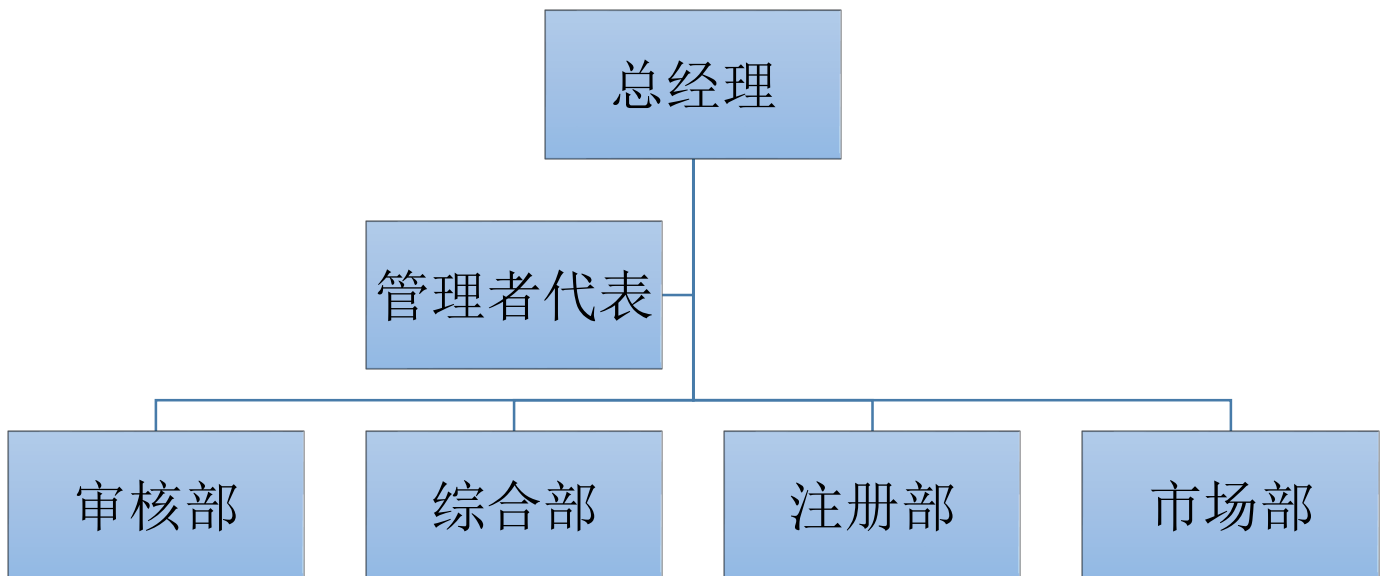 总经理
管理者代表
审核部
综合部
注册部
市场部